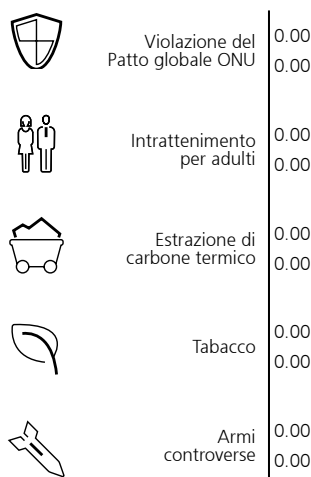 Violazione del
Patto globale ONU
0.00
0.00
Intrattenimento
per adulti
0.00
0.00
Estrazione di
carbone termico
0.00
0.00
Tabacco
0.00
0.00
Armi
controverse
0.00
0.00